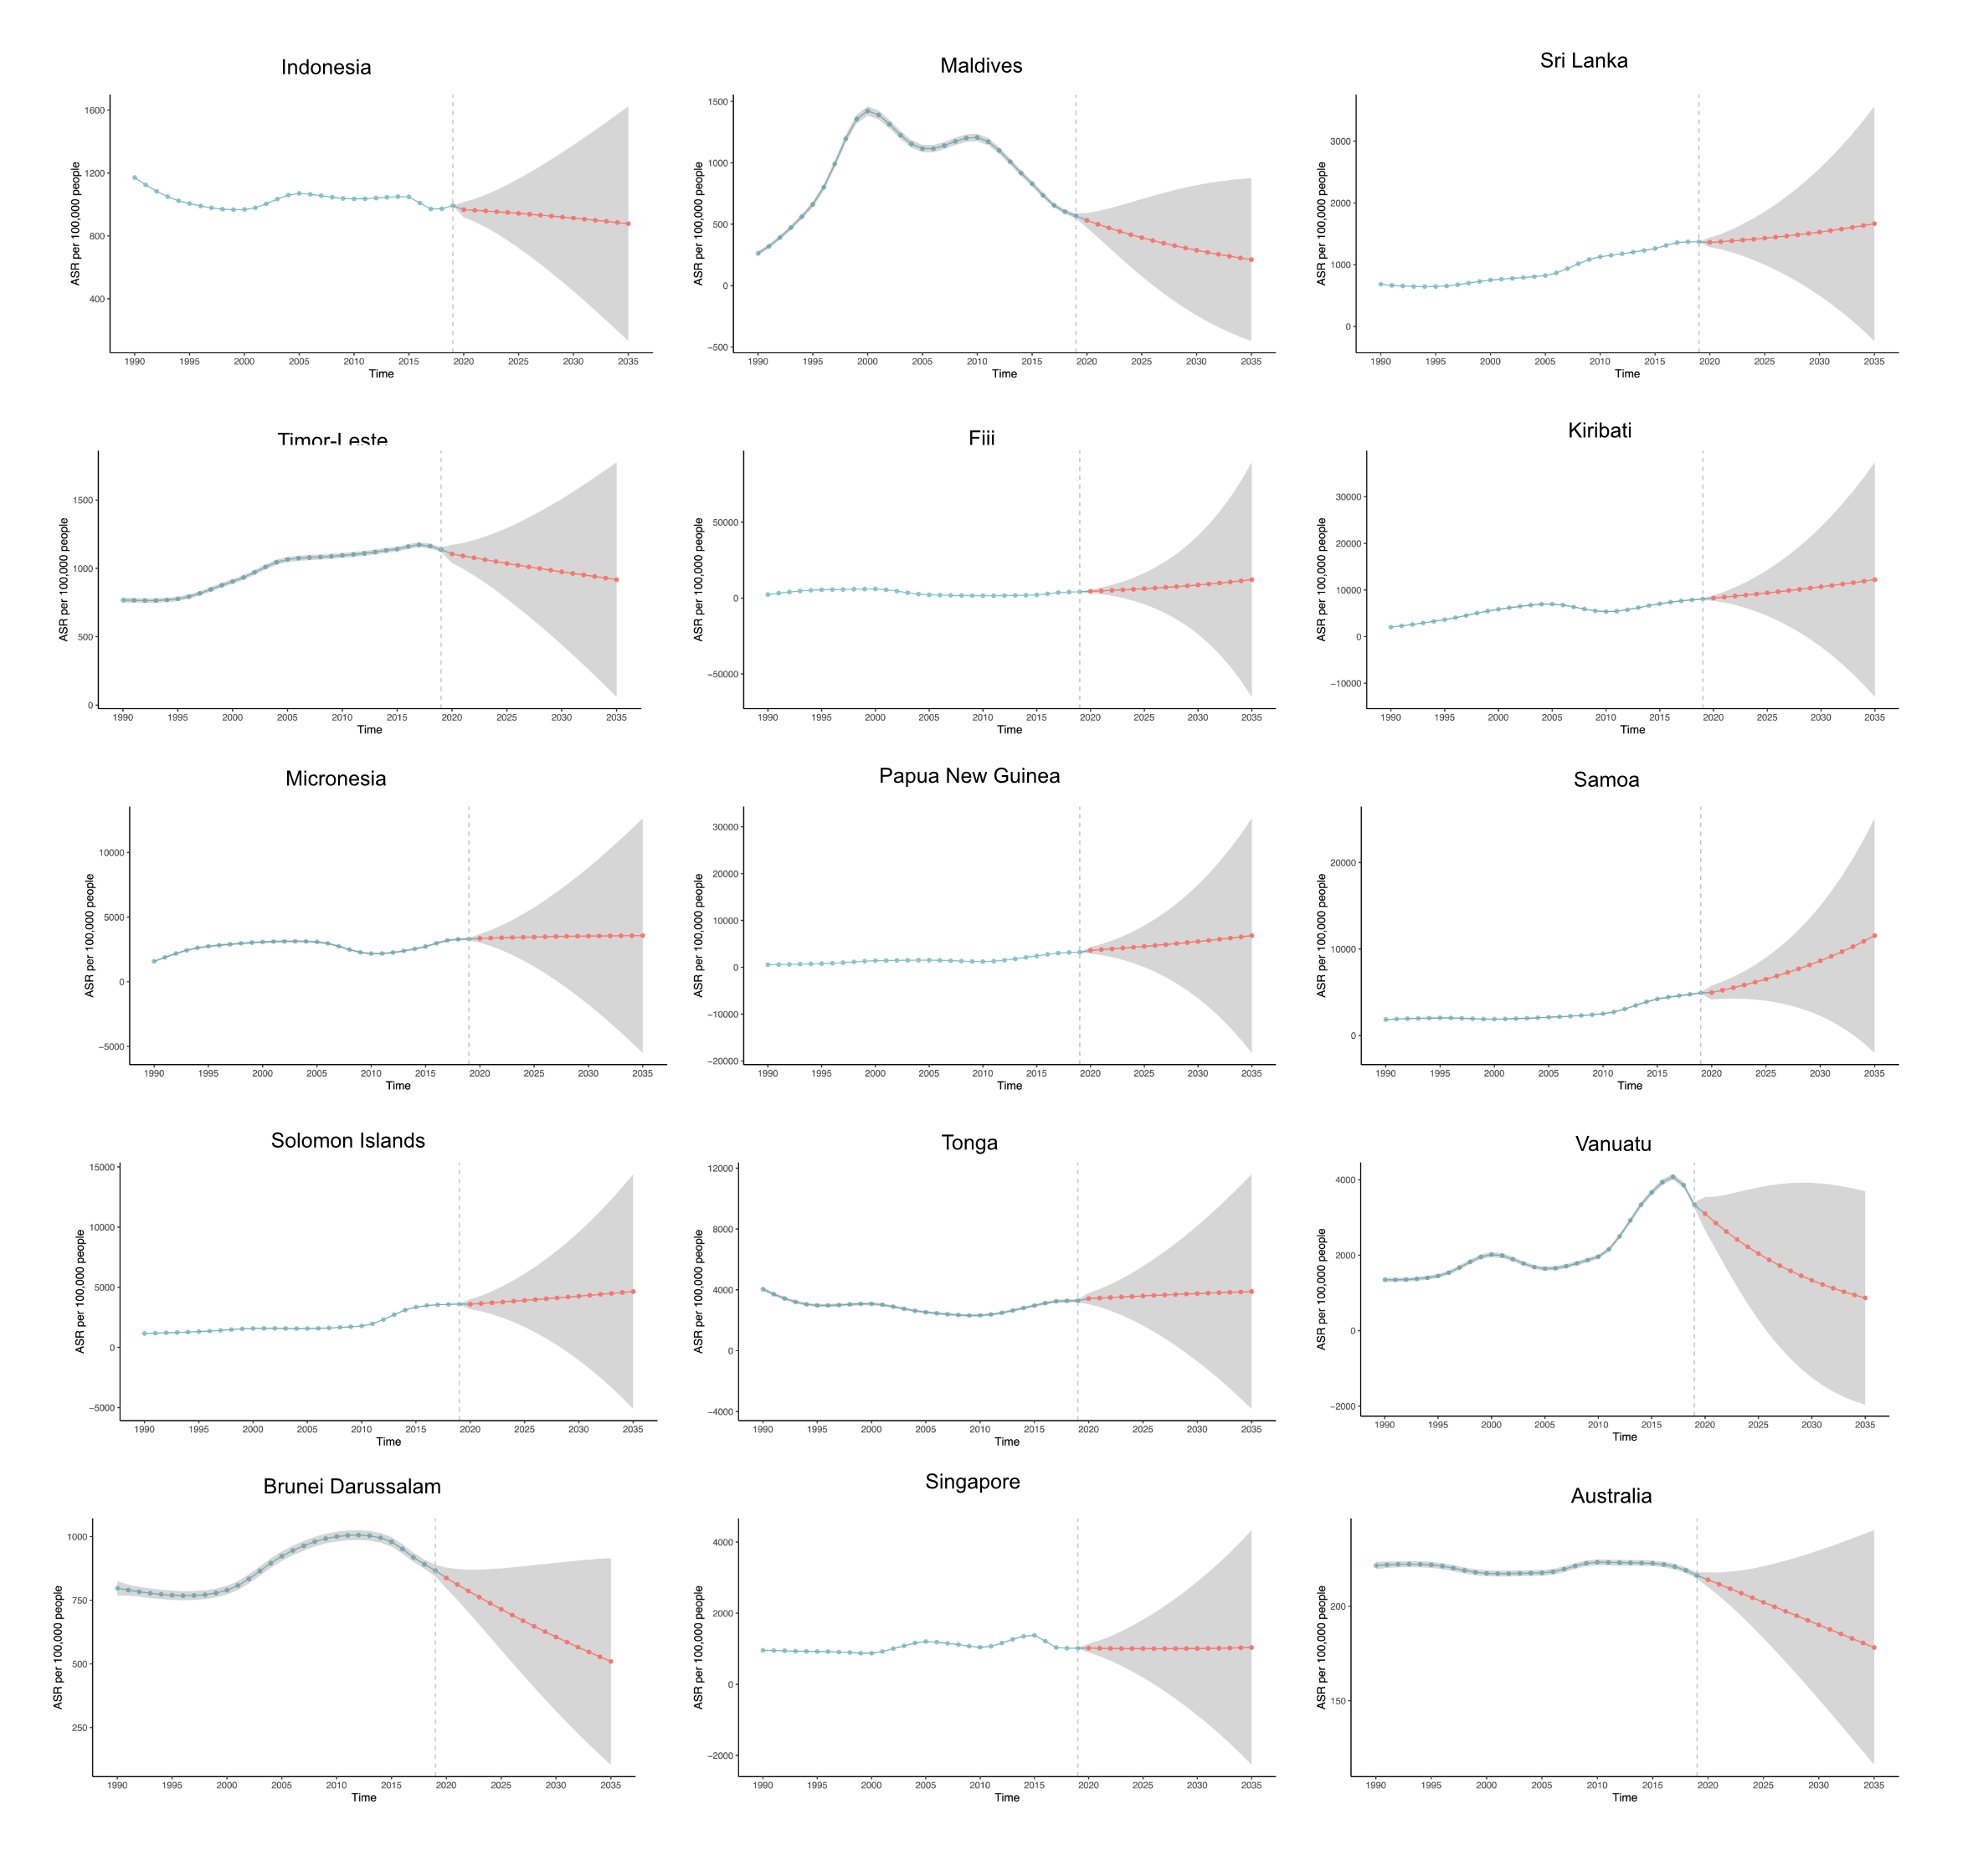 Indonesia
ASR per 100,000 people
1600
1200
800
400
1990 1995 2000 2005 2010 2015 2020 2025 2030 2035
Time
Maldives
ASR per 100,000 people
1500
1000
500
0
−500
1990 1995 2000 2005 2010 2015 2020 2025 2030 2035
Time
Sri Lanka
ASR per 100,000 people
3000
2000
1000
0
1990 1995 2000 2005 2010 2015 2020 2025 2030 2035
Time
Timor-Leste
ASR per 100,000 people
1500
1000
500
0
1990 1995 2000 2005 2010 2015 2020 2025 2030 2035
Time
Fiji
ASR per 100,000 people
50000
0
−50000
1990 1995 2000 2005 2010 2015 2020 2025 2030 2035
Time
Kiribati
ASR per 100,000 people
30000
20000
10000
0
−10000
1990 1995 2000 2005 2010 2015 2020 2025 2030 2035
Time
Micronesia
ASR per 100,000 people
10000
5000
0
−5000
1990 1995 2000 2005 2010 2015 2020 2025 2030 2035
Time
Papua New Guinea
ASR per 100,000 people
30000
20000
10000
0
−10000
−20000
1990 1995 2000 2005 2010 2015 2020 2025 2030 2035
Time
Samoa
ASR per 100,000 people
20000
10000
0
1990 1995 2000 2005 2010 2015 2020 2025 2030 2035
Time
Solomon Islands
ASR per 100,000 people
15000
10000
5000
0
−5000
1990 1995 2000 2005 2010 2015 2020 2025 2030 2035
Time
Tonga
ASR per 100,000 people
12000
8000
4000
0
−4000
1990 1995 2000 2005 2010 2015 2020 2025 2030 2035
Time
Vanuatu
ASR per 100,000 people
4000
2000
0
−2000
1990 1995 2000 2005 2010 2015 2020 2025 2030 2035
Time
Brunei Darussalam
ASR per 100,000 people
1000
750
500
250
1990 1995 2000 2005 2010 2015 2020 2025 2030 2035
Time
Singapore
ASR per 100,000 people
4000
2000
0
−2000
1990 1995 2000 2005 2010 2015 2020 2025 2030 2035
Time
Australia
ASR per 100,000 people
200
150
1990 1995 2000 2005 2010 2015 2020 2025 2030 2035
Time